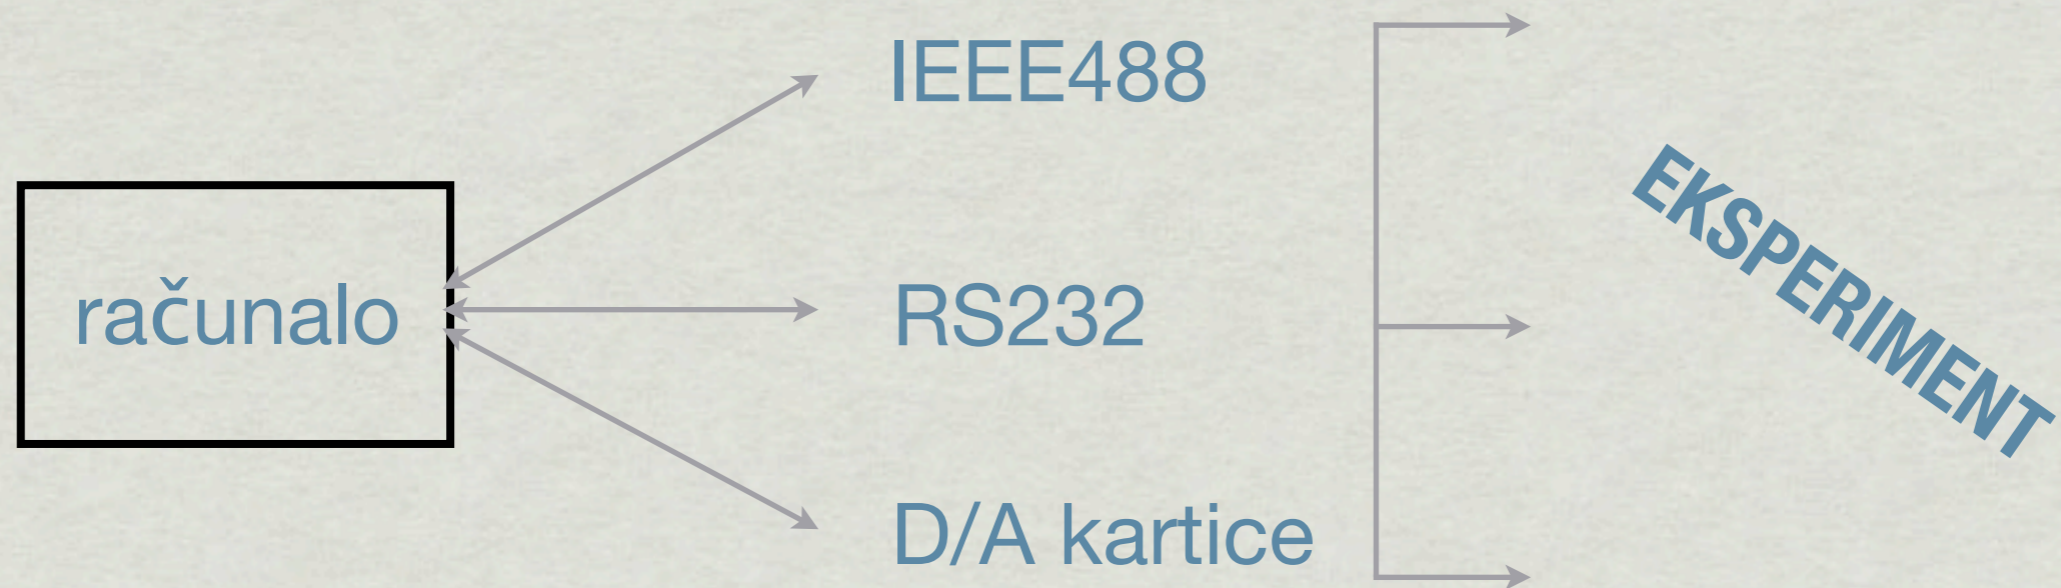 IEEE488
računalo
RS232
D/A kartice
EKSPERIMENT